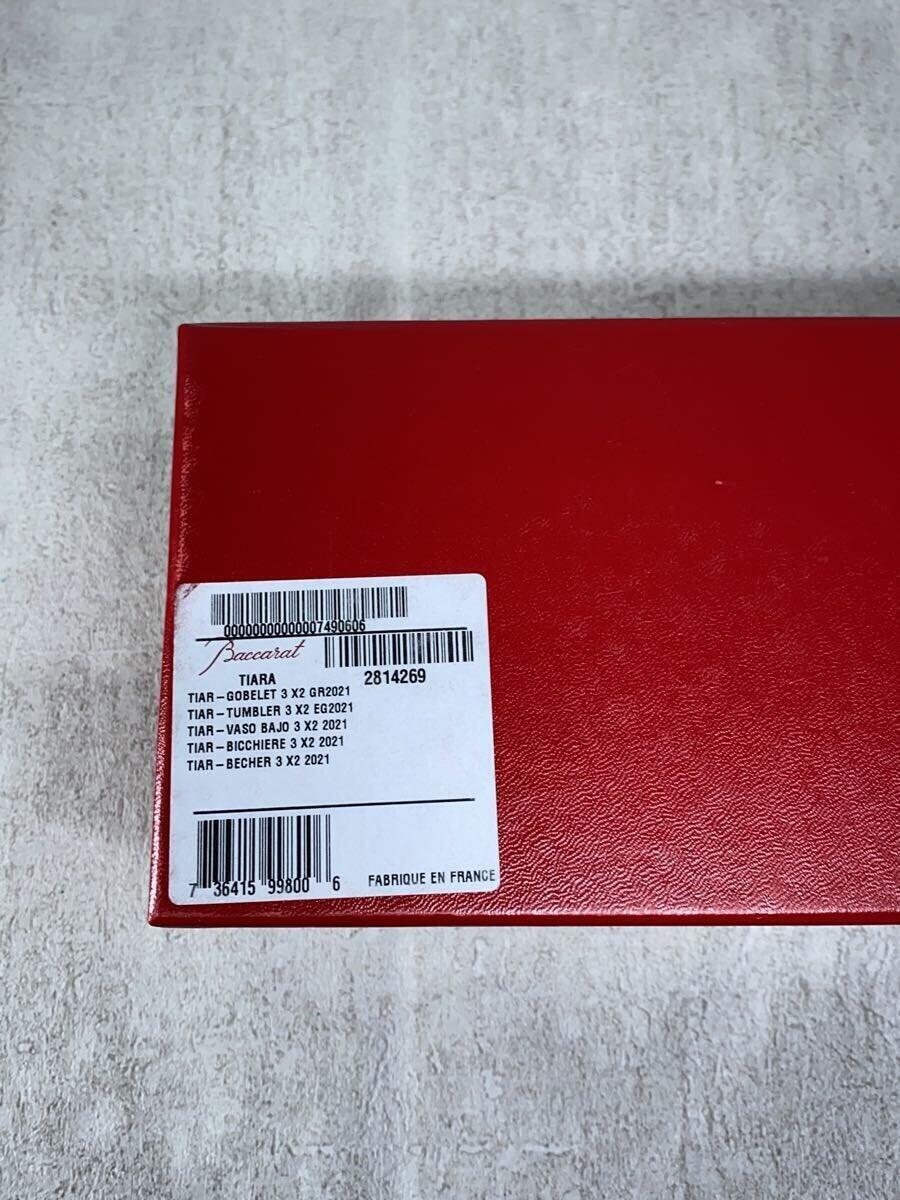 00000000000007490606
Baccarat
TIARA 2814269
TIAR-GOBELET 3 X2 GR2021
TIAR-TUMBLER 3 X2 EG2021
TIAR-VASO BAJO 3 X2 2021
TIAR-BICCHIERE 3 X2 2021
TIAR-BECHER 3 X2 2021
7 36415 99800 6 FABRIQUE EN FRANCE